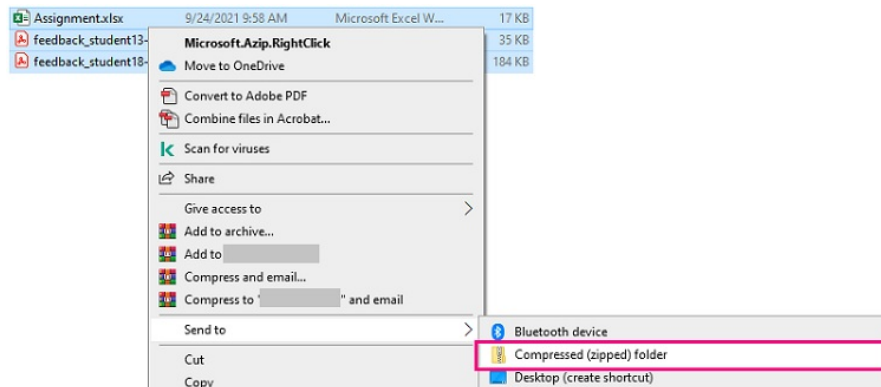 Assignment.xlsx 9/24/2021 9:58 AM Microsoft Excel W... 17 KB
feedback_student13- 35 KB
feedback_student18- 184 KB
Microsoft.Azip.RightClick
Move to OneDrive
Convert to Adobe PDF
Combine files in Acrobat...
Scan for viruses
Share
Give access to
Add to archive...
Add to
Compress and email...
Compress to " " and email
Send to
Bluetooth device
Compressed (zipped) folder
Desktop (create shortcut)
Cut
Copy